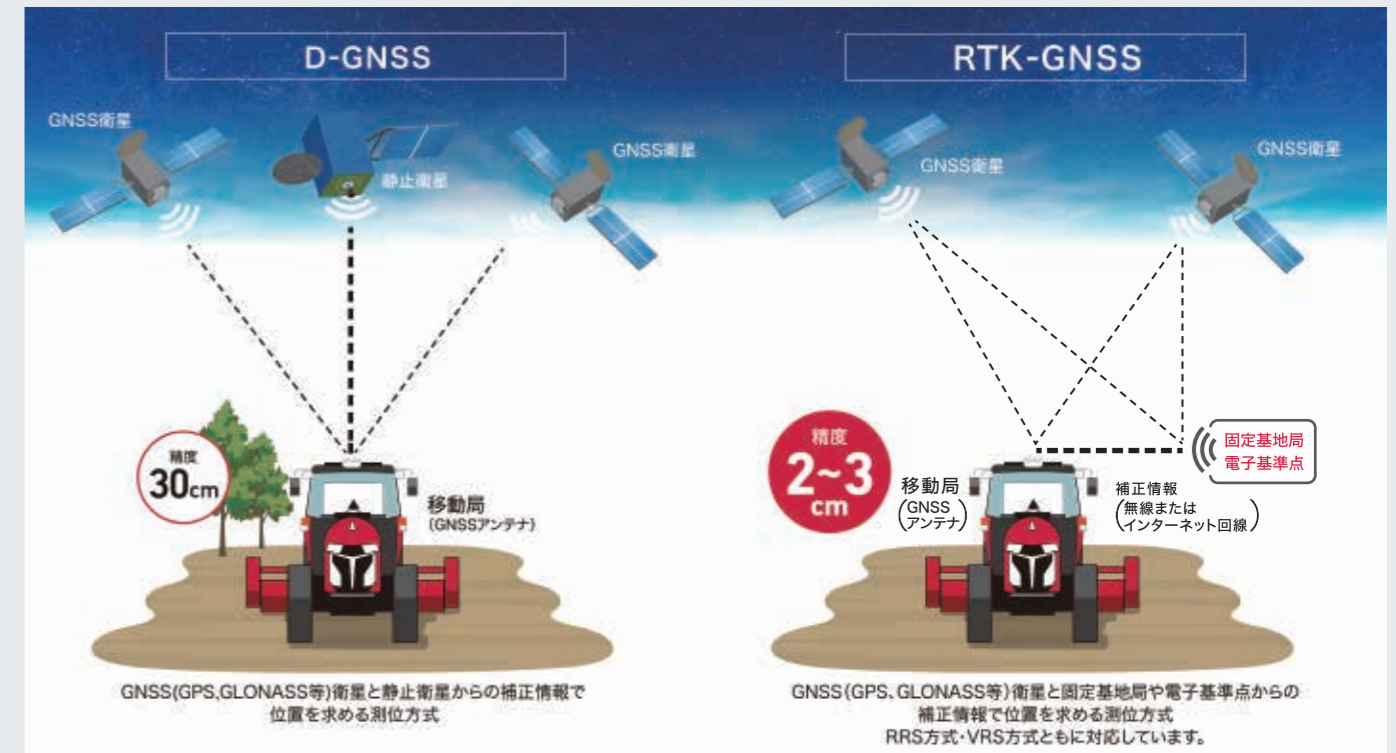 D-GNSS
GNSS衛星
静止衛星
GNSS衛星
精度
30cm
移動局
(GNSSアンテナ)
GNSS(GPS,GLONASS等)衛星と静止衛星からの補正情報で
位置を求める測位方式
RTK-GNSS
GNSS衛星
GNSS衛星
精度
2~3
cm
移動局
(GNSS
アンテナ)
補正情報
(無線または
インターネット回線)
固定基地局
電子基準点
GNSS(GPS、GLONASS等)衛星と固定基地局や電子基準点からの
補正情報で位置を求める測位方式
RRS方式・VRS方式ともに対応しています。